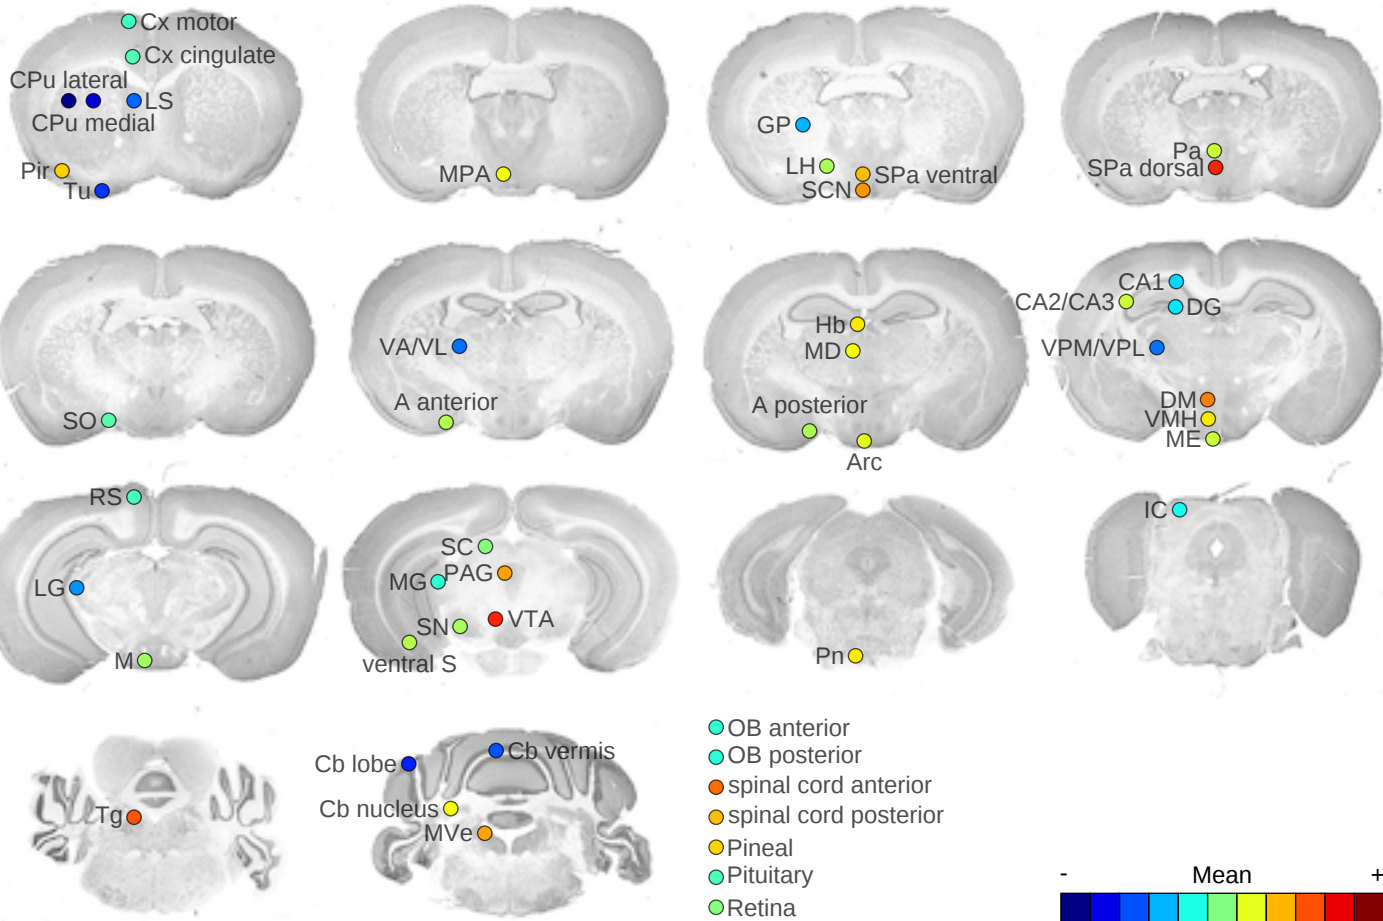 Cx motor
Cx cingulate
CPu lateral
LS
CPu medial
Pir
Tu
MPA
GP
LH
SPa ventral
SCN
Pa
SPa dorsal
SO
VA/VL
A anterior
Hb
MD
A posterior
Arc
CA1
CA2/CA3
DG
VPM/VPL
DM
VMH
ME
RS
LG
M
SC
MG
PAG
SN
VTA
ventral S
Pn
IC
Tg
Cb lobe
Cb vermis
Cb nucleus
MVe
OB anterior
OB posterior
spinal cord anterior
spinal cord posterior
Pineal
Pituitary
Retina
- Mean +